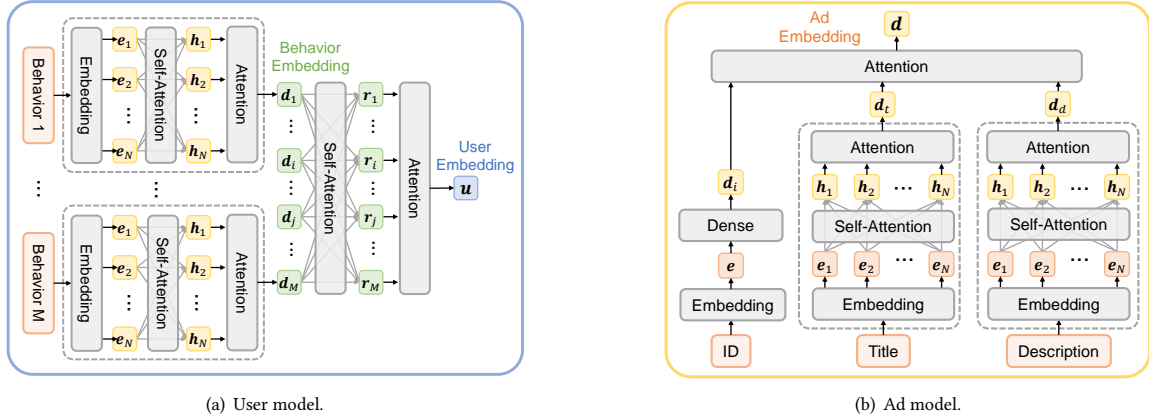 Behavior 1
Embedding
e1
e2
⋮
eN
Self-Attention
h1
h2
⋮
hN
Attention
...
...
Behavior M
Embedding
e1
e2
⋮
eN
Self-Attention
h1
h2
⋮
hN
Attention
Behavior
Embedding
d1
⋮
di
⋮
dj
⋮
dM
Self-Attention
r1
⋮
ri
⋮
rj
⋮
rM
Attention
User
Embedding
u
(a) User model.
Ad
Embedding
d
Attention
dt
dd
di
Dense
e
Embedding
ID
Attention
h1 h2 ... hN
Self-Attention
e1 e2 ... eN
Embedding
Title
Attention
h1 h2 ... hN
Self-Attention
e1 e2 ... eN
Embedding
Description
(b) Ad model.